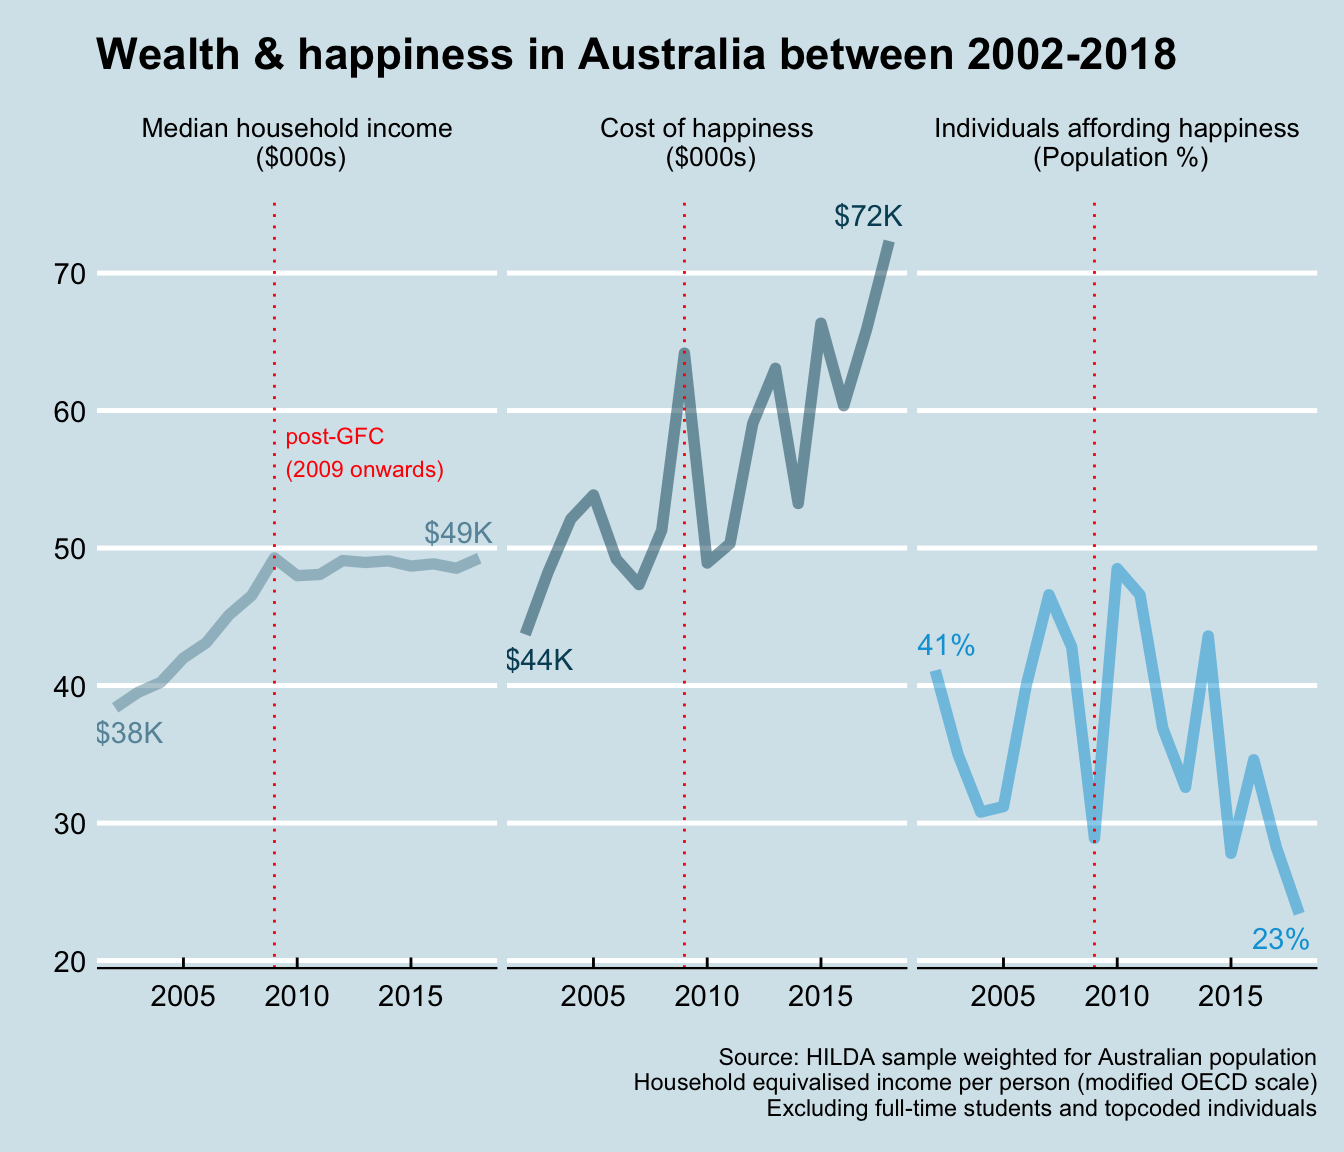 Wealth & happiness in Australia between 2002-2018
Median household income
($000s)
Cost of happiness
($000s)
Individuals affording happiness
(Population %)
70
60
50
40
30
20
post-GFC
(2009 onwards)
$49K
$38K
$72K
$44K
41%
23%
2005 2010 2015
2005 2010 2015
2005 2010 2015
Source: HILDA sample weighted for Australian population
Household equivalised income per person (modified OECD scale)
Excluding full-time students and topcoded individuals